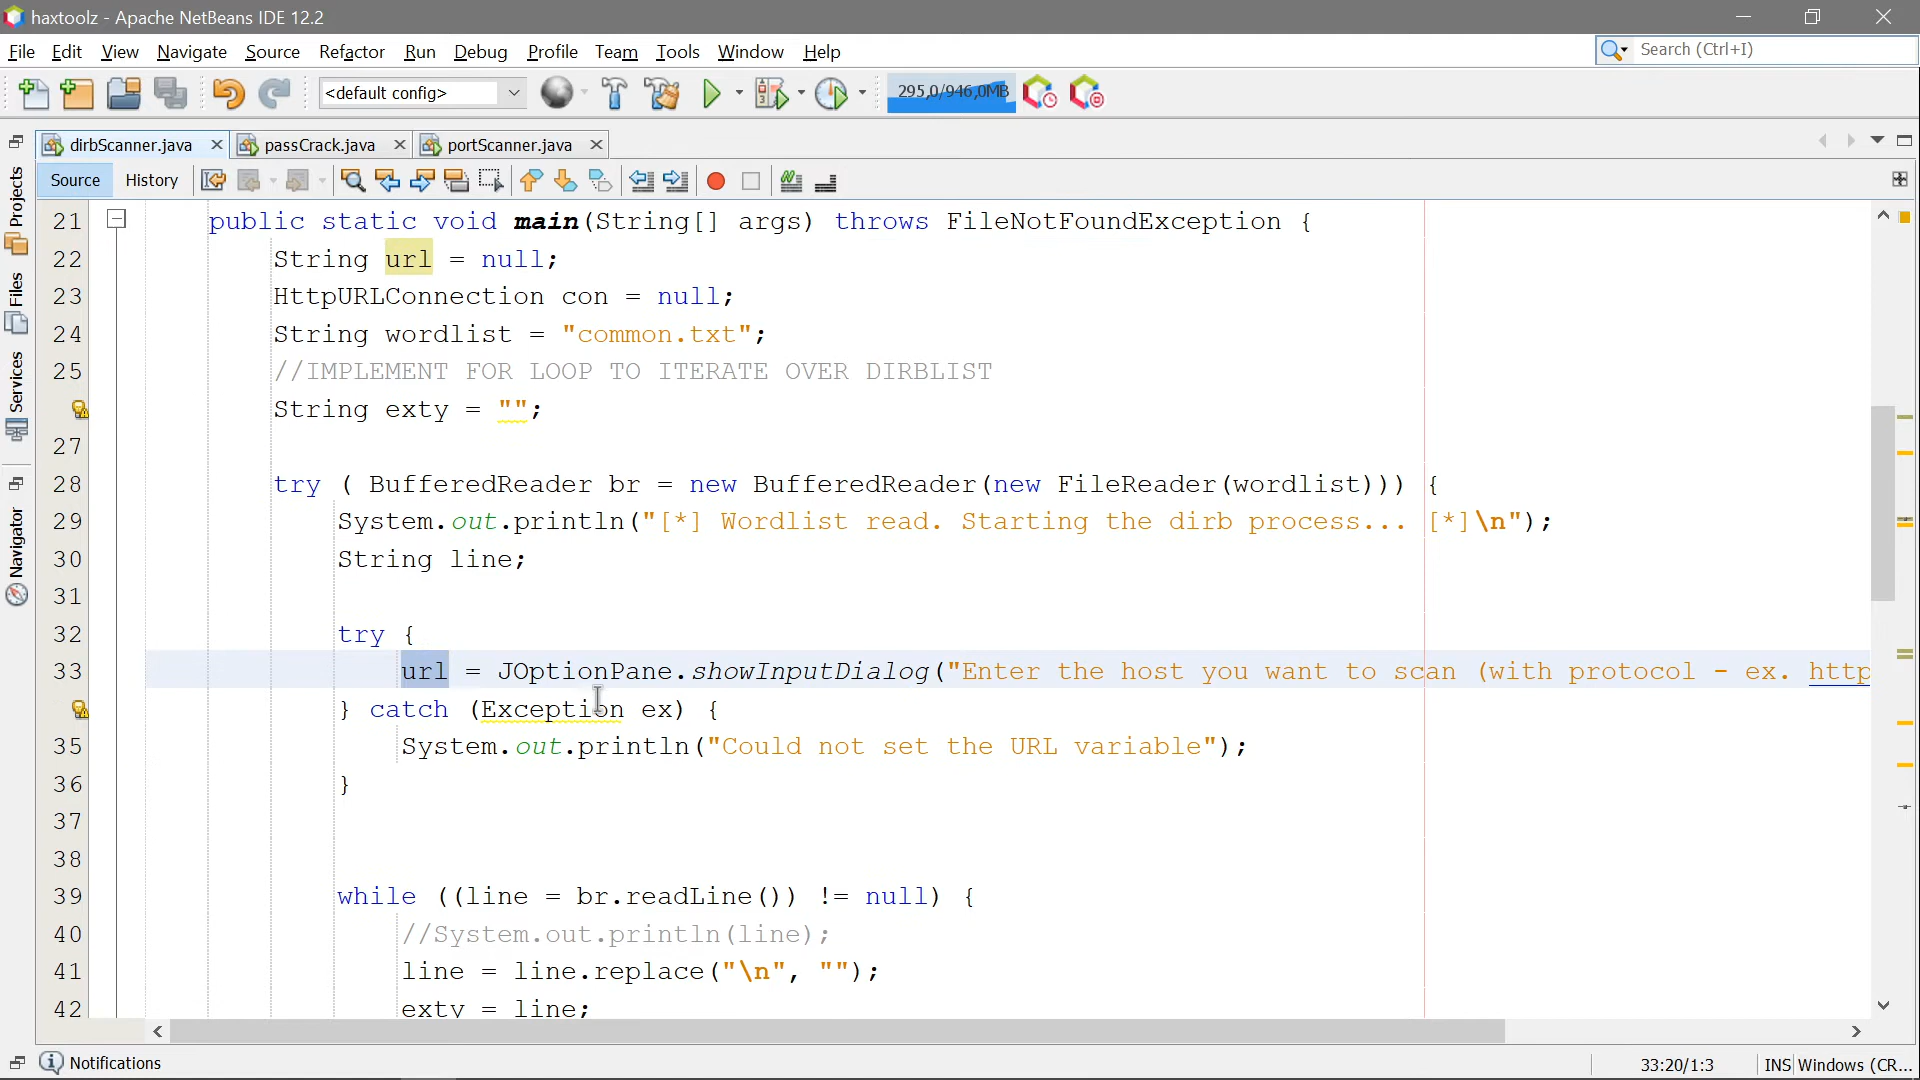 haxtoolz - Apache NetBeans IDE 12.2
File Edit View Navigate Source Refactor Run Debug Profile Team Tools Window Help
Search (Ctrl+I)
<default config>
295,0/946,0MB
dirbScanner.java
passCrack.java
portScanner.java
Source History
Projects
Files
Services
Navigator
21 public static void main(String[] args) throws FileNotFoundException {
22 String url = null;
23 HttpURLConnection con = null;
24 String wordlist = "common.txt";
25 //IMPLEMENT FOR LOOP TO ITERATE OVER DIRBLIST
String exty = "";
27
28 try ( BufferedReader br = new BufferedReader(new FileReader(wordlist))) {
29 System.out.println("[*] Wordlist read. Starting the dirb process... [*]\n");
30 String line;
31
32 try {
33 url = JOptionPane.showInputDialog("Enter the host you want to scan (with protocol - ex. http
} catch (Exception ex) {
35 System.out.println("Could not set the URL variable");
36 }
37
38
39 while ((line = br.readLine()) != null) {
40 //System.out.println(line);
41 line = line.replace("\n", "");
42 exty = line;
Notifications
33:20/1:3
INS
Windows (CR...